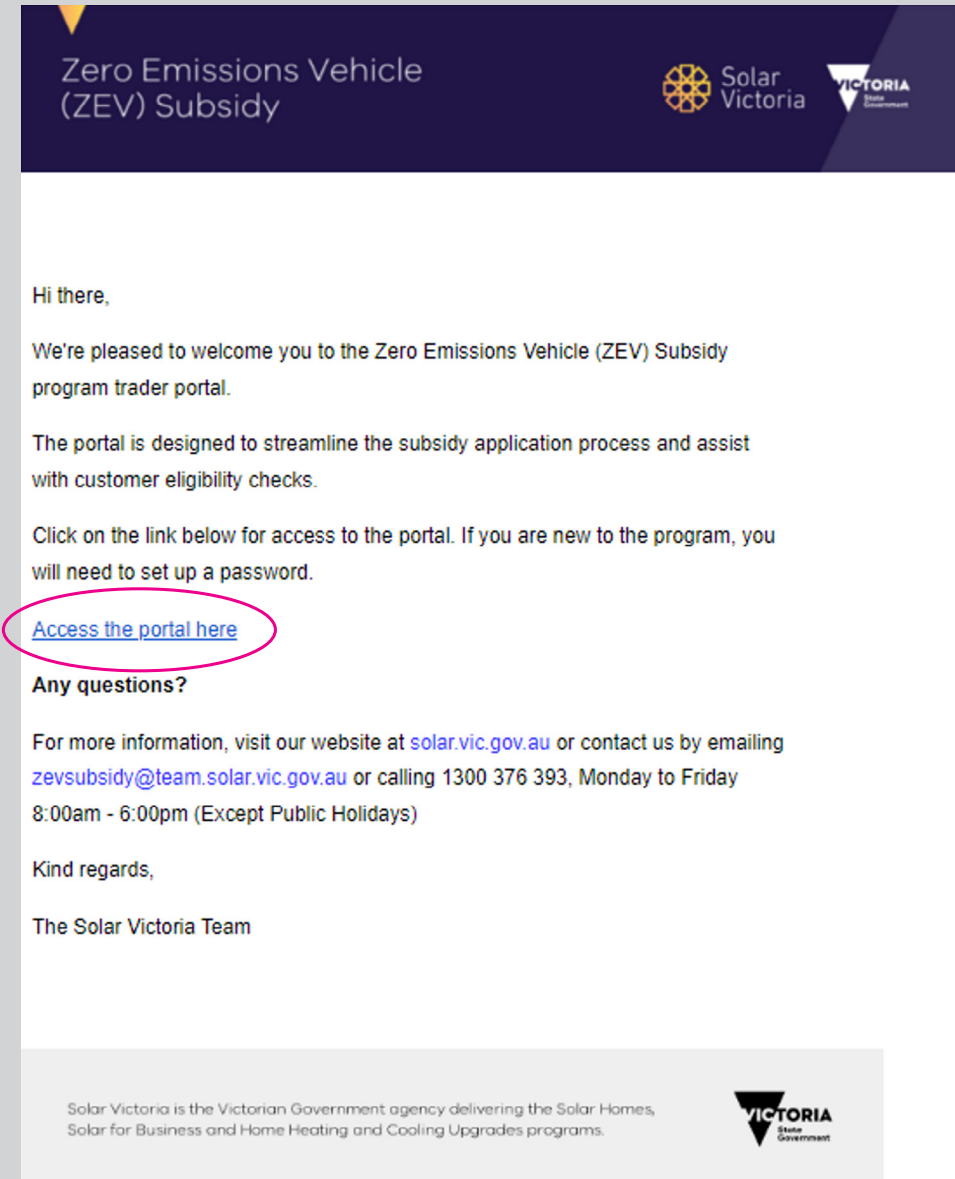 Zero Emissions Vehicle
(ZEV) Subsidy
Solar
Victoria
VICTORIA
State
Government
Hi there,
We're pleased to welcome you to the Zero Emissions Vehicle (ZEV) Subsidy
program trader portal.
The portal is designed to streamline the subsidy application process and assist
with customer eligibility checks.
Click on the link below for access to the portal. If you are new to the program, you
will need to set up a password.
Access the portal here
Any questions?
For more information, visit our website at solar.vic.gov.au or contact us by emailing
zevsubsidy@team.solar.vic.gov.au or calling 1300 376 393, Monday to Friday
8:00am - 6:00pm (Except Public Holidays)
Kind regards,
The Solar Victoria Team
Solar Victoria is the Victorian Government agency delivering the Solar Homes,
Solar for Business and Home Heating and Cooling Upgrades programs.
VICTORIA
State
Government